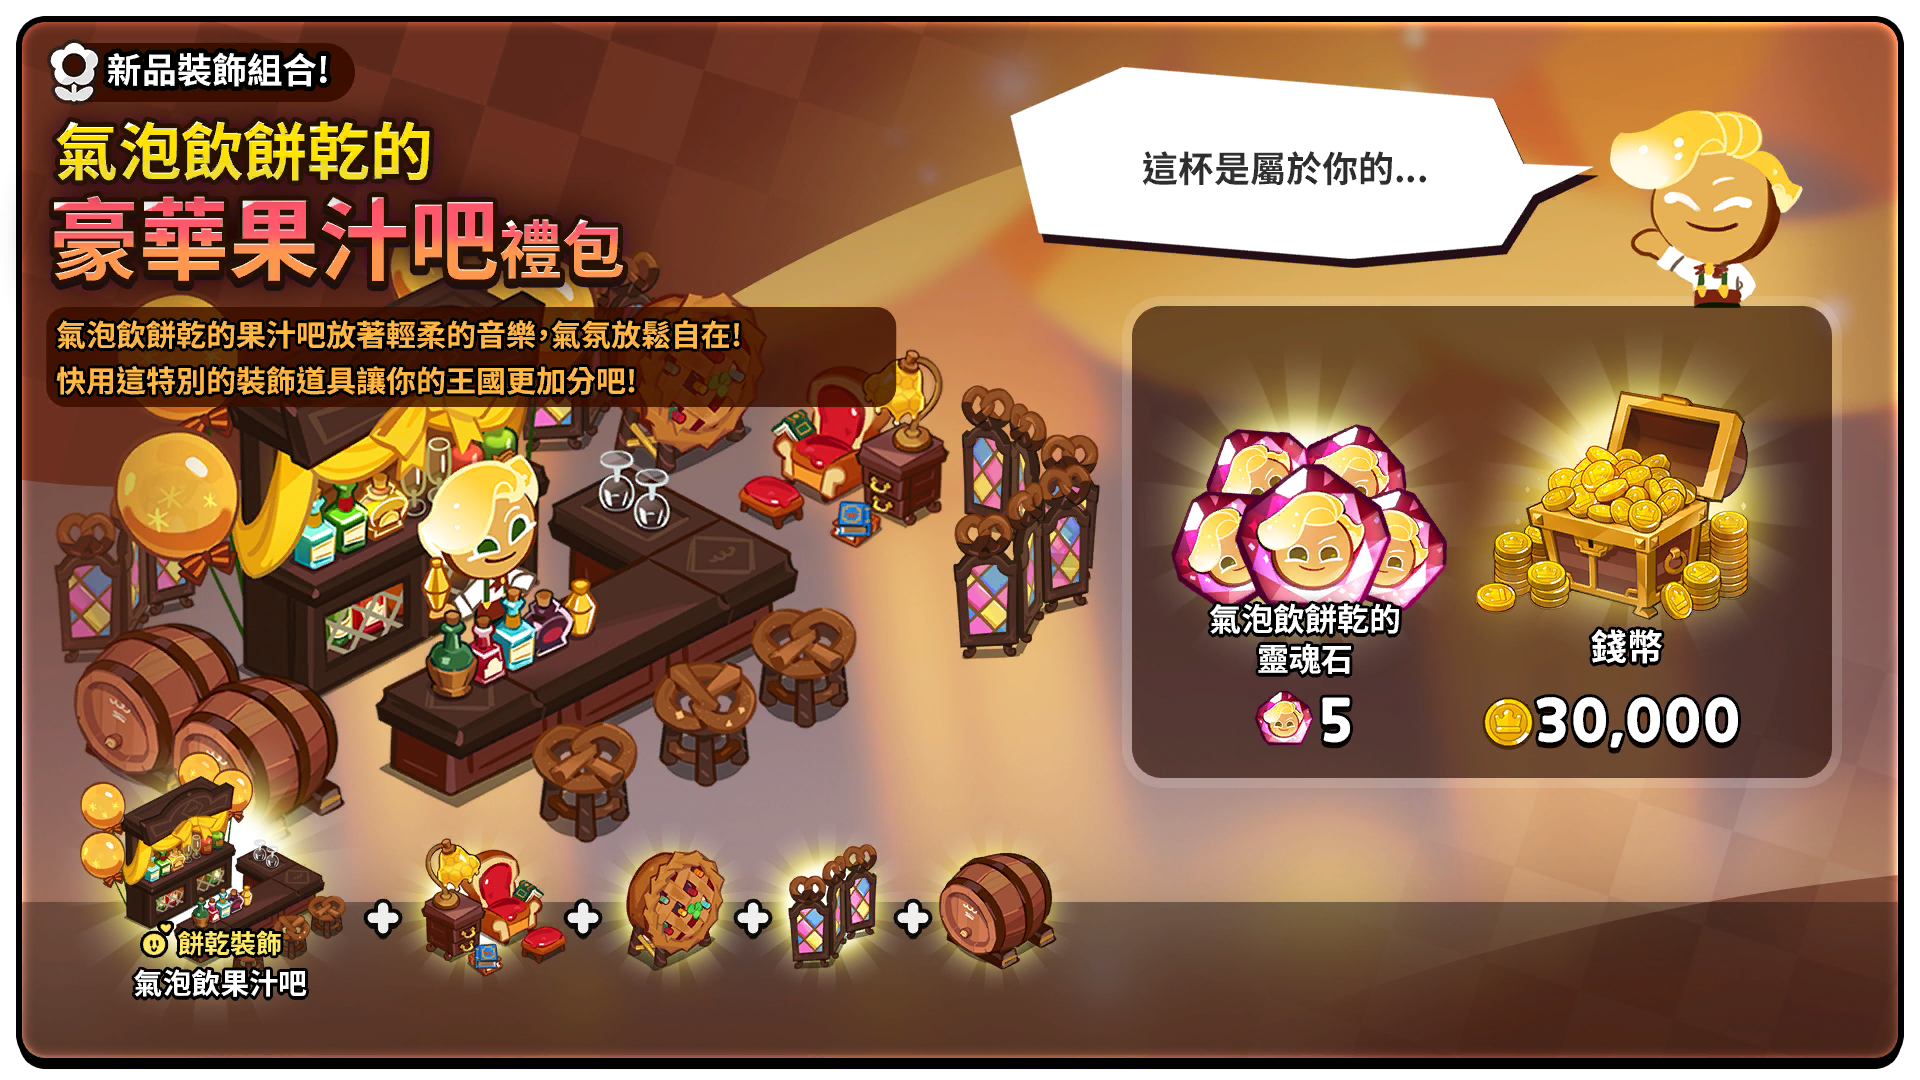 新品裝飾組合!
氣泡飲餅乾的
豪華果汁吧禮包
氣泡飲餅乾的果汁吧放著輕柔的音樂,氣氛放鬆自在!
快用這特別的裝飾道具讓你的王國更加分吧!
這杯是屬於你的...
氣泡飲餅乾的
靈魂石
5
錢幣
30,000
餅乾裝飾
氣泡飲果汁吧